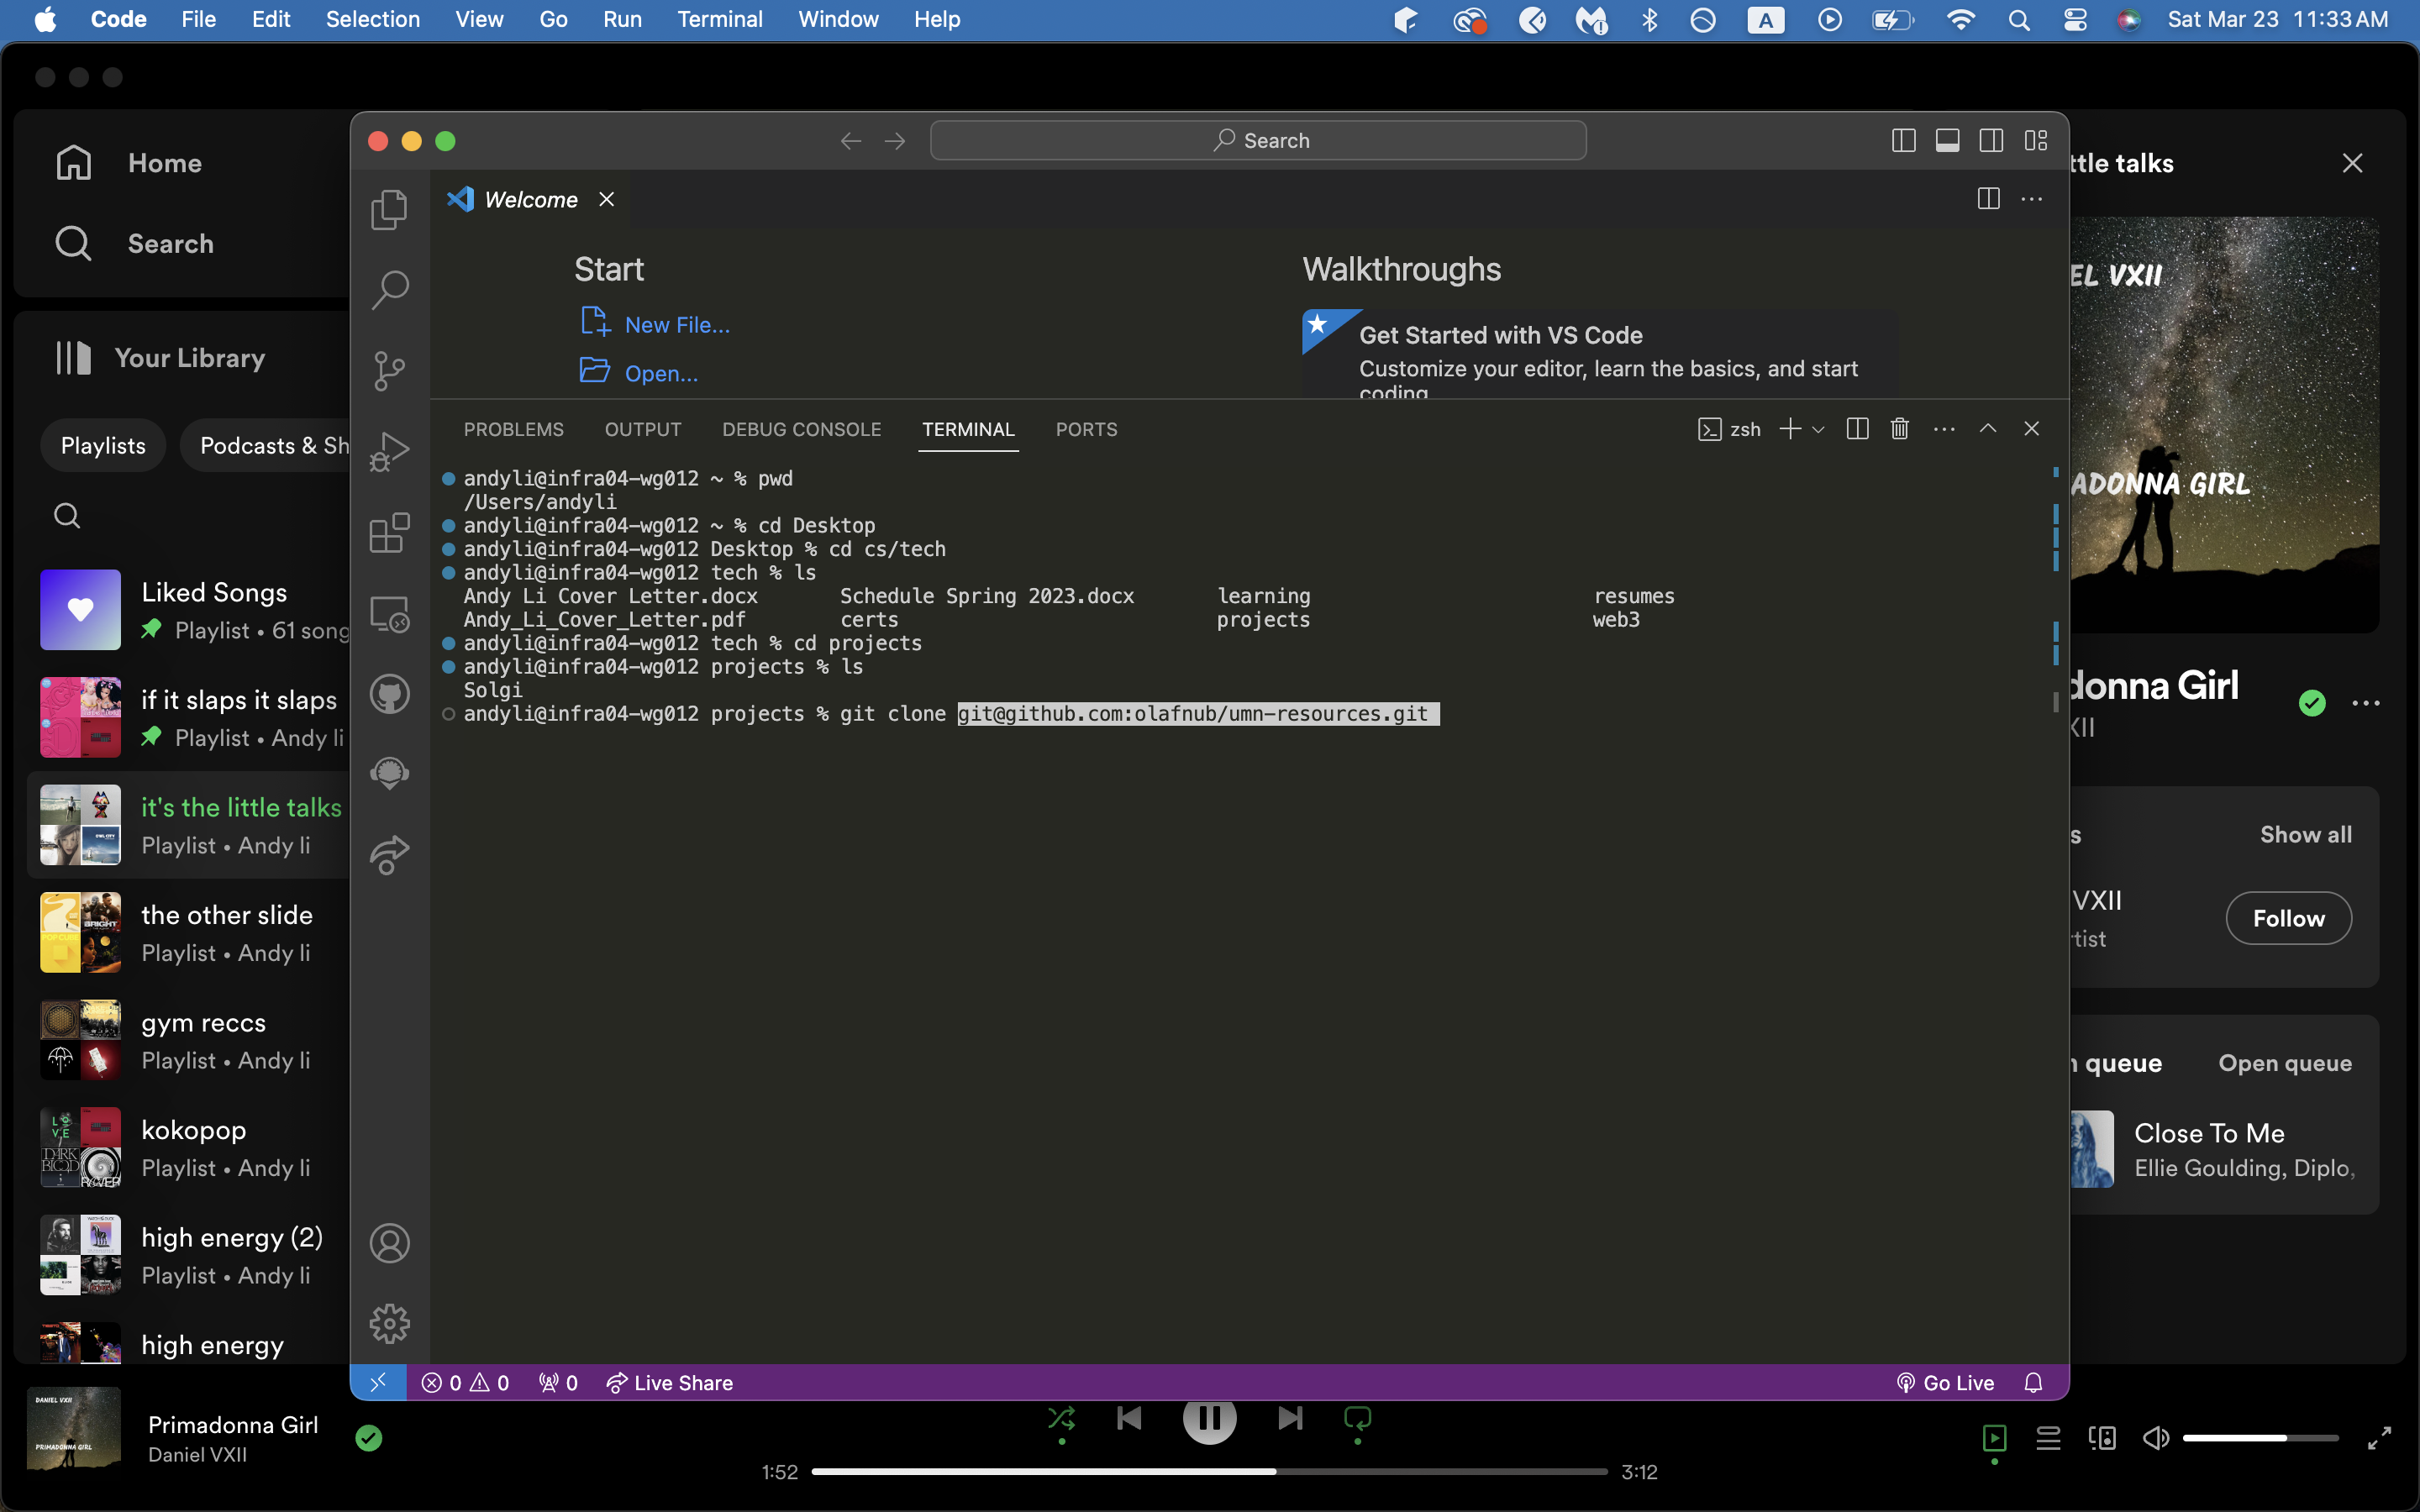 Code File Edit Selection View Go Run Terminal Window Help
A
Sat Mar 23 11:33 AM
Home
Search
Your Library
Playlists
Podcasts & Sh
Liked Songs
Playlist • 61 song
if it slaps it slaps
Playlist • Andy li
it's the little talks
Playlist • Andy li
the other slide
Playlist • Andy li
gym reccs
Playlist • Andy li
kokopop
Playlist • Andy li
high energy (2)
Playlist • Andy li
high energy
Search
Welcome
Start
New File...
Open...
Walkthroughs
Get Started with VS Code
Customize your editor, learn the basics, and start
coding
PROBLEMS OUTPUT DEBUG CONSOLE TERMINAL PORTS
zsh
andyli@infra04-wg012 ~ % pwd
/Users/andyli
andyli@infra04-wg012 ~ % cd Desktop
andyli@infra04-wg012 Desktop % cd cs/tech
andyli@infra04-wg012 tech % ls
Andy Li Cover Letter.docx Schedule Spring 2023.docx learning resumes
Andy_Li_Cover_Letter.pdf certs projects web3
andyli@infra04-wg012 tech % cd projects
andyli@infra04-wg012 projects % ls
Solgi
andyli@infra04-wg012 projects % git clone git@github.com:olafnub/umn-resources.git
0 0 0 Live Share
Go Live
ttle talks
EL VXII
ADONNA GIRL
donna Girl
XII
s
Show all
VXII
tist
Follow
n queue
Open queue
Close To Me
Ellie Goulding, Diplo,
DANIEL VXII
PRIMADONNA GIRL
Primadonna Girl
Daniel VXII
1:52
3:12